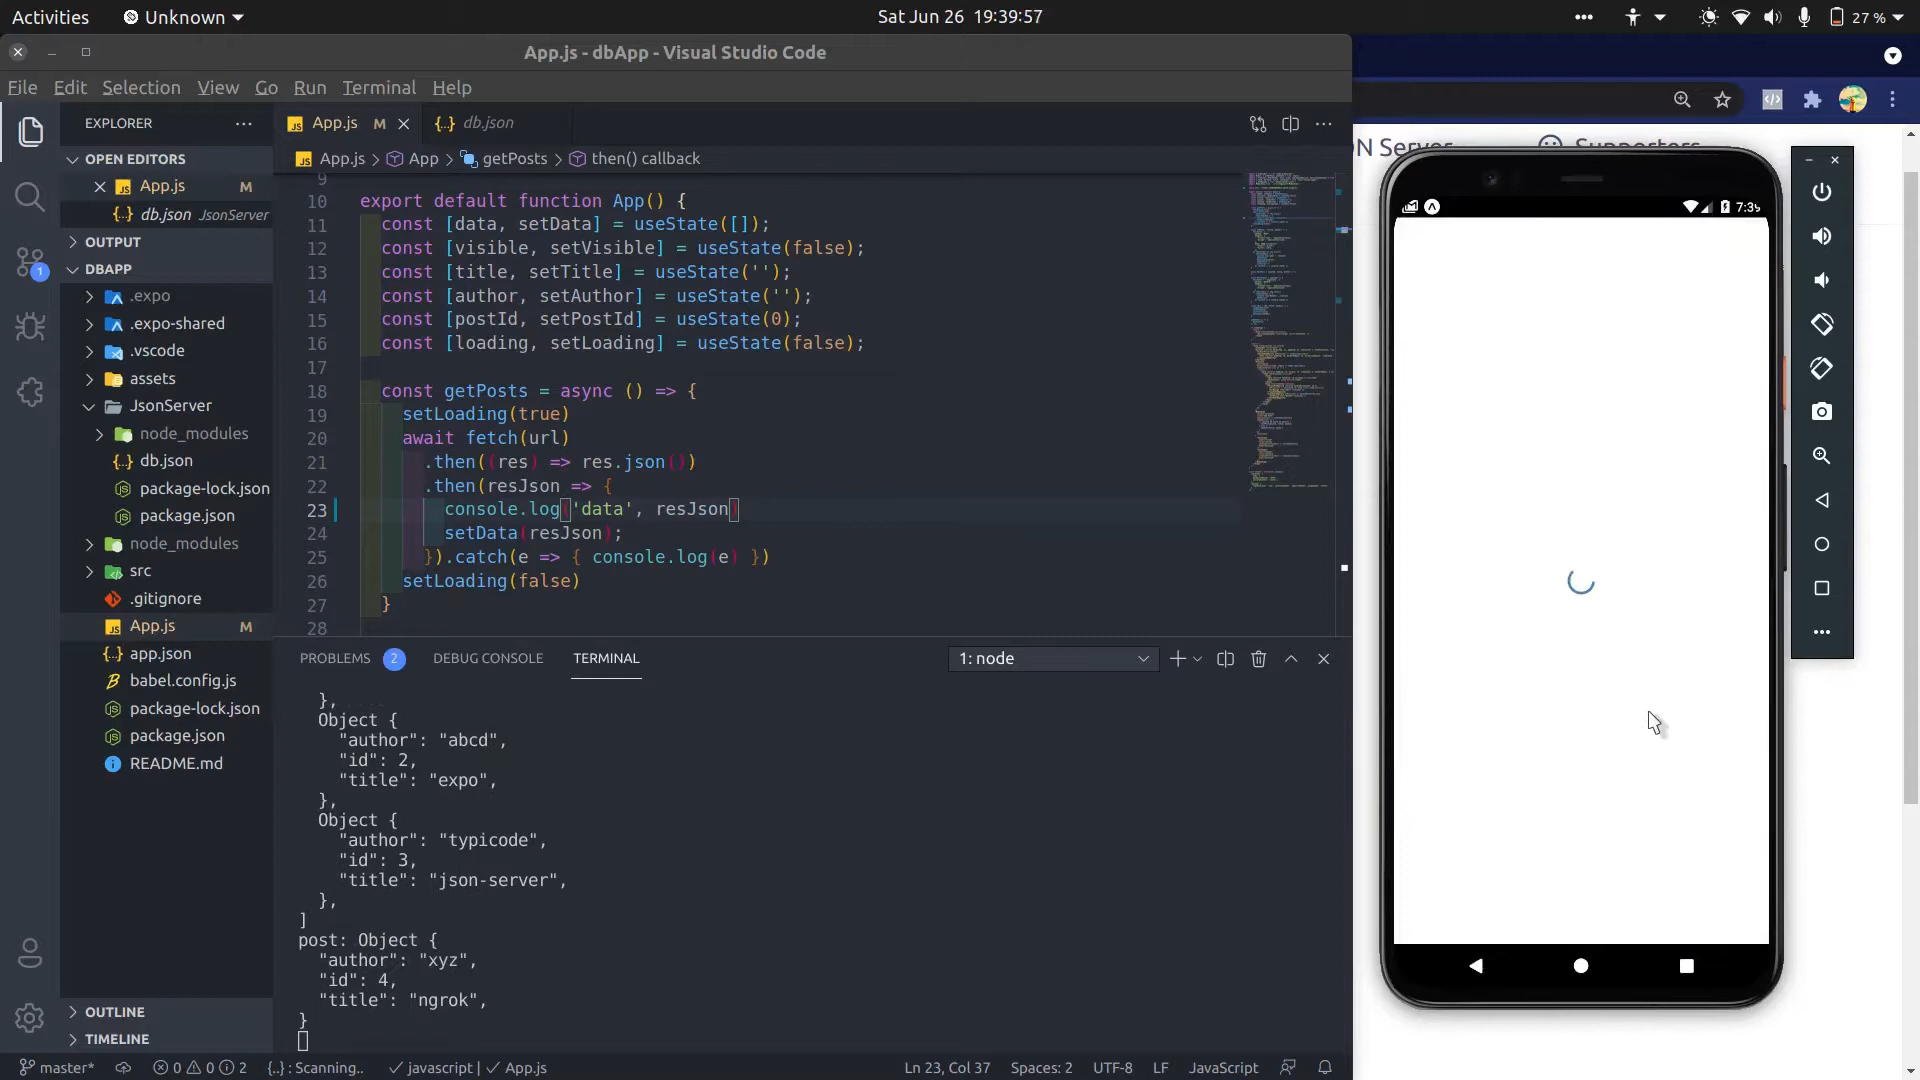 Activities
Unknown
Sat Jun 26 19:39:57
27 %
App.js - dbApp - Visual Studio Code
File Edit Selection View Go Run Terminal Help
EXPLORER
OPEN EDITORS
App.js M
db.json JsonServer
OUTPUT
DBAPP
.expo
.expo-shared
.vscode
assets
JsonServer
node_modules
db.json
package-lock.json
package.json
node_modules
src
.gitignore
App.js M
app.json
babel.config.js
package-lock.json
package.json
README.md
OUTLINE
TIMELINE
App.js M
db.json
App.js > App > getPosts > then() callback
9
10 export default function App() {
11 const [data, setData] = useState([]);
12 const [visible, setVisible] = useState(false);
13 const [title, setTitle] = useState('');
14 const [author, setAuthor] = useState('');
15 const [postId, setPostId] = useState(0);
16 const [loading, setLoading] = useState(false);
17
18 const getPosts = async () => {
19 setLoading(true)
20 await fetch(url)
21 .then((res) => res.json())
22 .then(resJson => {
23 console.log('data', resJson)
24 setData(resJson);
25 }).catch(e => { console.log(e) })
26 setLoading(false)
27 }
28
PROBLEMS 2 DEBUG CONSOLE TERMINAL
1: node
},
Object {
"author": "abcd",
"id": 2,
"title": "expo",
},
Object {
"author": "typicode",
"id": 3,
"title": "json-server",
},
]
post: Object {
"author": "xyz",
"id": 4,
"title": "ngrok",
}
master* 0 0 2 {..} : Scanning.. javascript | App.js
Ln 23, Col 37 Spaces: 2 UTF-8 LF JavaScript
Server
Supporters